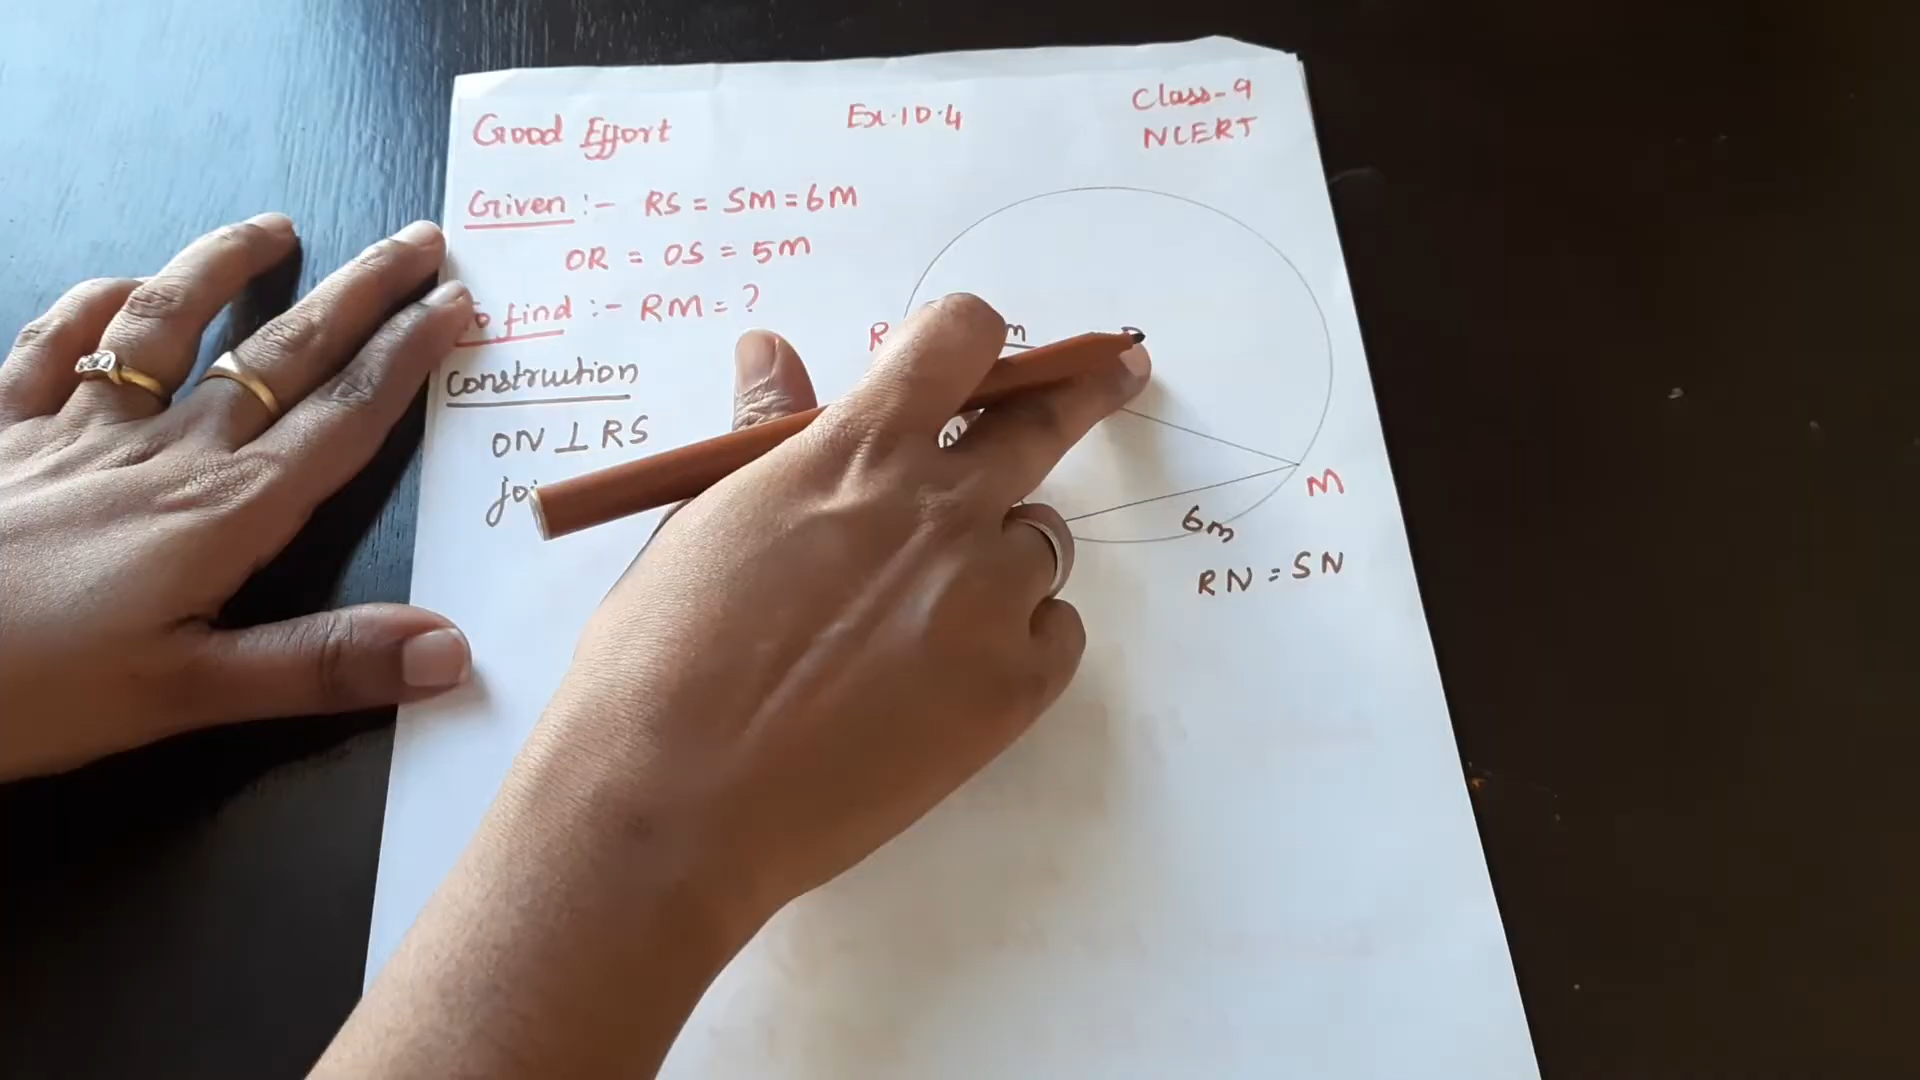 Good Effort
Ex.10.4
Class-9
NCERT
Given :- RS = SM = 6M
OR = OS = 5m
To find :- RM = ?
Construction
ON ⊥ RS
R
m
N
M
6m
RN = SN